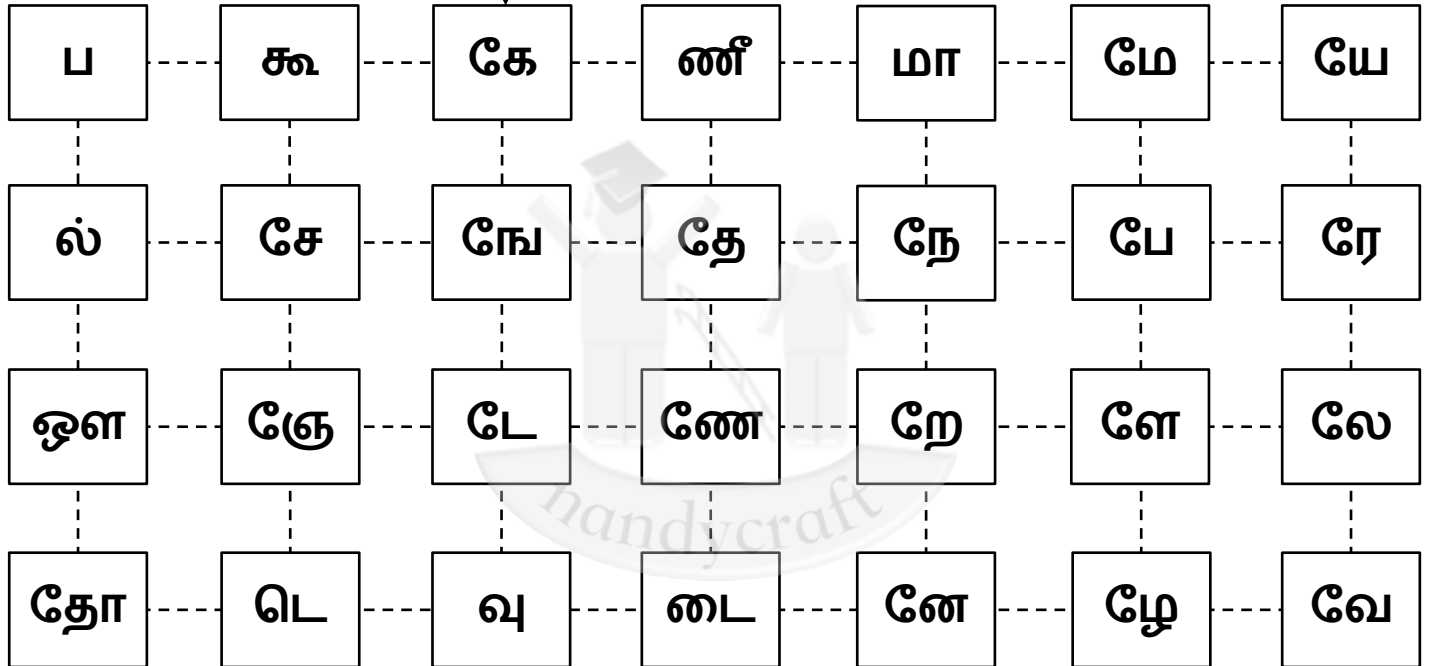 ப கூ கே ணீ மா மே யே
ல் சே ஙே தே நே பே ரே
ஔ ஞே டே ணே றே ளே லே
தோ டெ வு டை னே ழே வே
handycraft